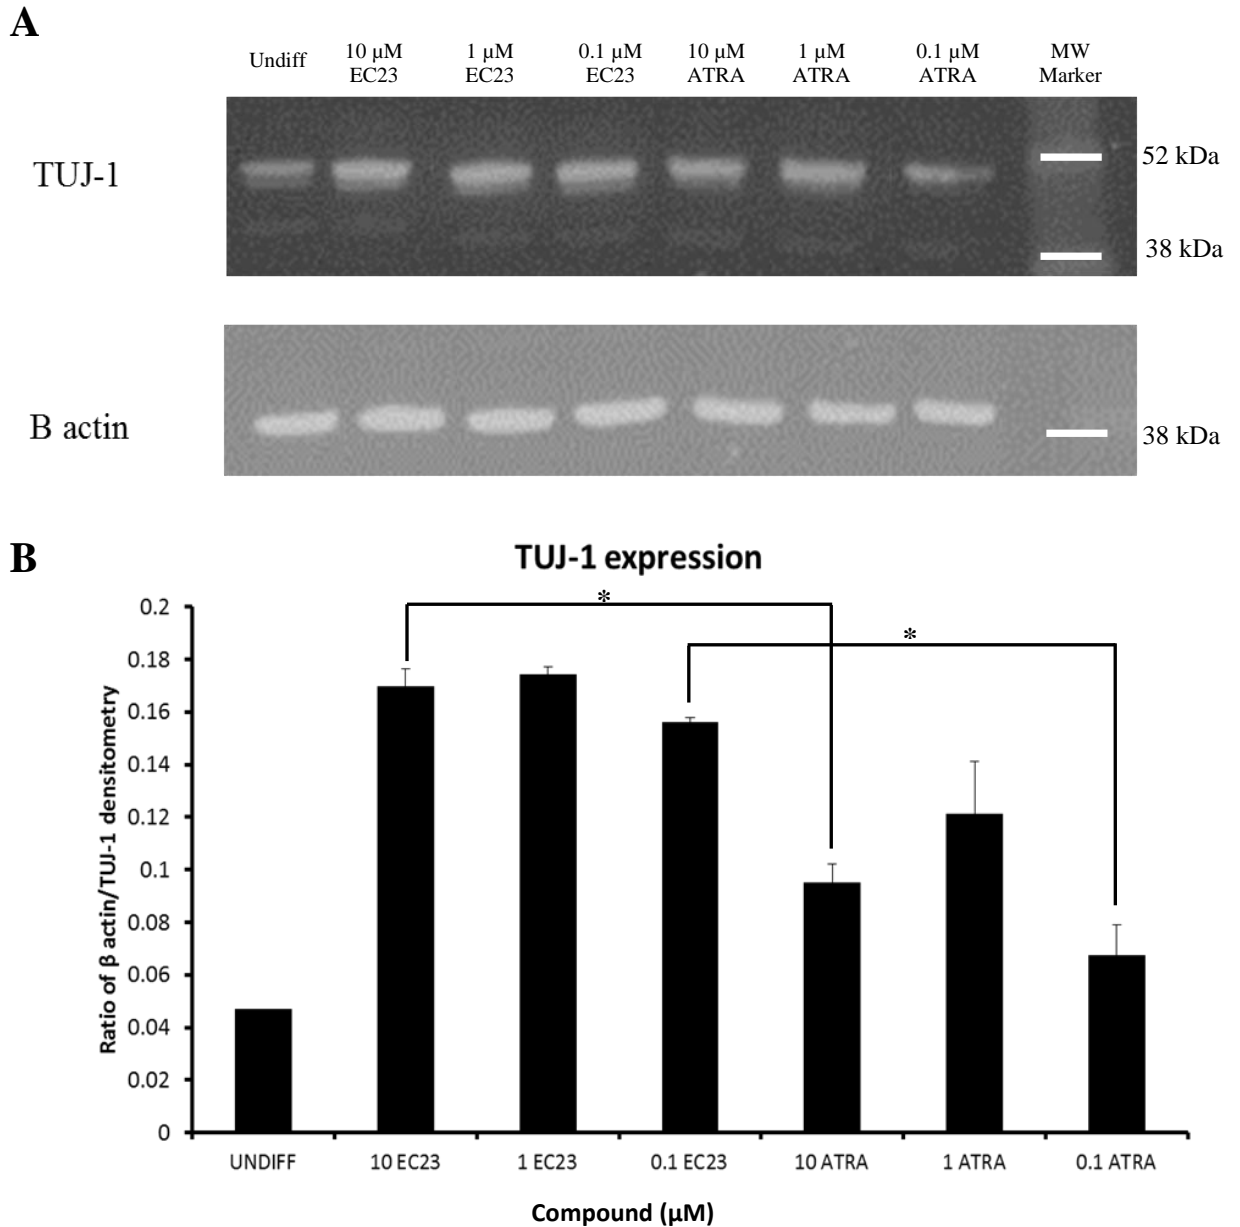 A
Undiff
10 µM
EC23
1 µM
EC23
0.1 µM
EC23
10 µM
ATRA
1 µM
ATRA
0.1 µM
ATRA
MW
Marker
TUJ-1
52 kDa
38 kDa
B actin
38 kDa
B
TUJ-1 expression
*
*
Ratio of β actin/TUJ-1 densitometry
0.2
0.18
0.16
0.14
0.12
0.1
0.08
0.06
0.04
0.02
0
UNDIFF
10 EC23
1 EC23
0.1 EC23
10 ATRA
1 ATRA
0.1 ATRA
Compound (µM)